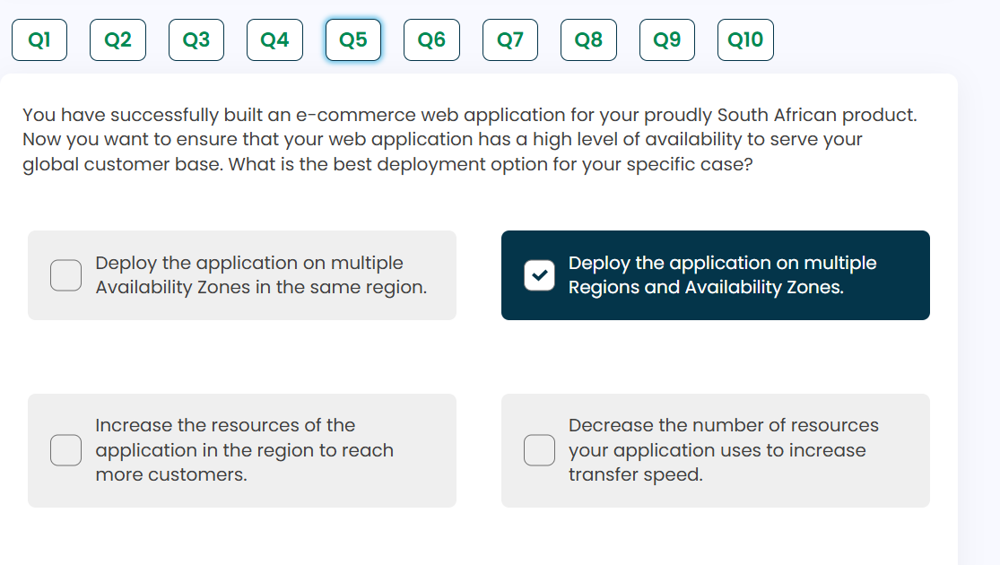 Q1 Q2 Q3 Q4 Q5 Q6 Q7 Q8 Q9 Q10
You have successfully built an e-commerce web application for your proudly South African product.
Now you want to ensure that your web application has a high level of availability to serve your
global customer base. What is the best deployment option for your specific case?
Deploy the application on multiple
Availability Zones in the same region.
Deploy the application on multiple
Regions and Availability Zones.
Increase the resources of the
application in the region to reach
more customers.
Decrease the number of resources
your application uses to increase
transfer speed.